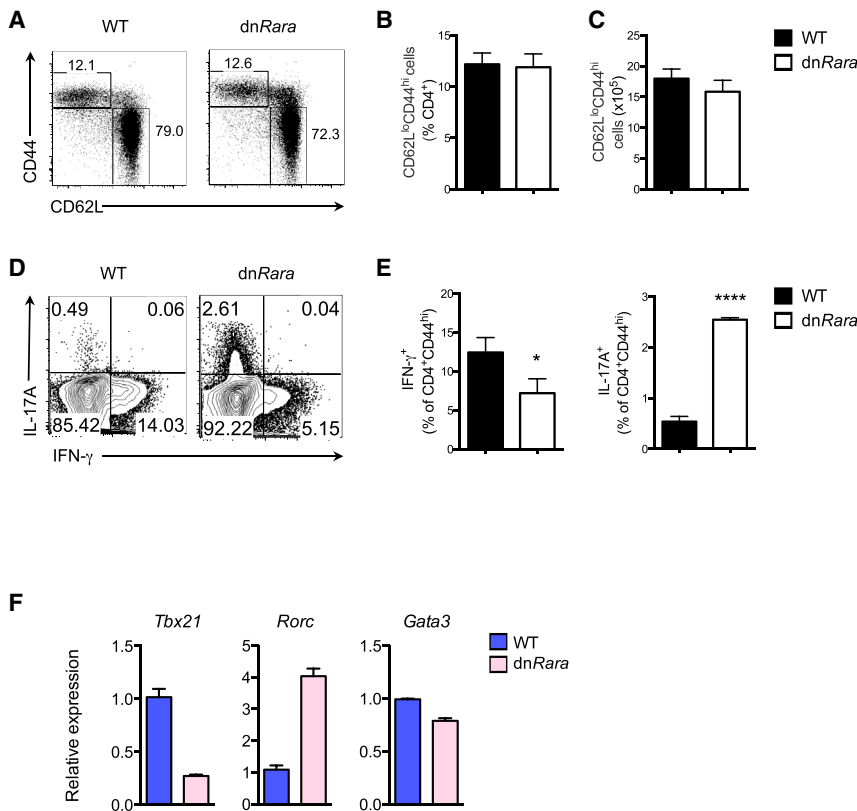 A
WT
dnRara
12.1
79.0
12.6
72.3
CD44
CD62L
B
CD62LloCD44hi cells
(% CD4+)
15
10
5
0
C
CD62LloCD44hi
cells (x10⁵)
25
20
15
10
5
0
WT
dnRara
D
WT
dnRara
0.49
0.06
85.42
14.03
2.61
0.04
92.22
5.15
IL-17A
IFN-γ
E
IFN-γ+
(% of CD4+CD44hi)
20
15
10
5
0
*
IL-17A+
(% of CD4+CD44hi)
3
2
1
0
****
WT
dnRara
F
Relative expression
Tbx21
1.5
1.0
0.5
0.0
Rorc
5
4
3
2
1
0
Gata3
1.5
1.0
0.5
0.0
WT
dnRara